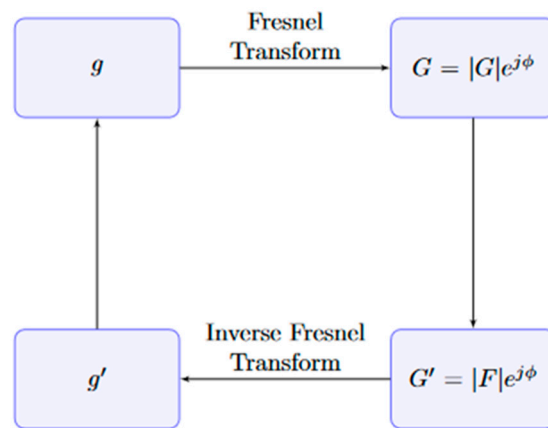 g
Fresnel
Transform
G = |G|e^{jϕ}
Inverse Fresnel
Transform
g′
G′ = |F|e^{jϕ}